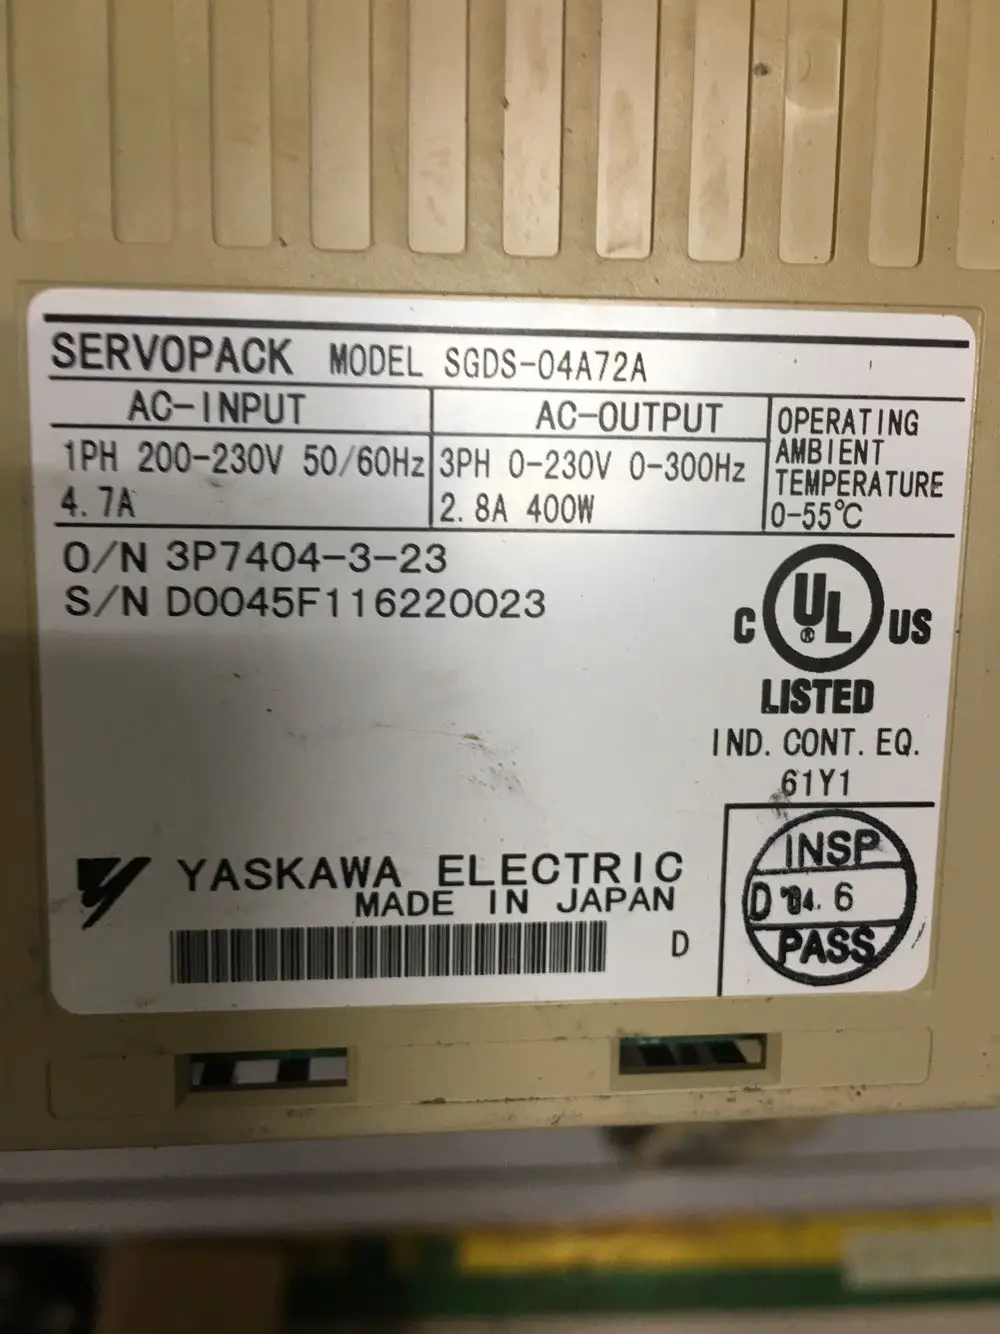 SERVOPACK MODEL SGDS-04A72A
AC-INPUT
1PH 200-230V 50/60Hz
4.7A
AC-OUTPUT
3PH 0-230V 0-300Hz
2.8A 400W
OPERATING
AMBIENT
TEMPERATURE
0-55℃
O/N 3P7404-3-23
S/N D0045F116220023
C UL® US
LISTED
IND. CONT. EQ.
61Y1
YASKAWA ELECTRIC
MADE IN JAPAN
D
INSP
D '04. 6
PASS